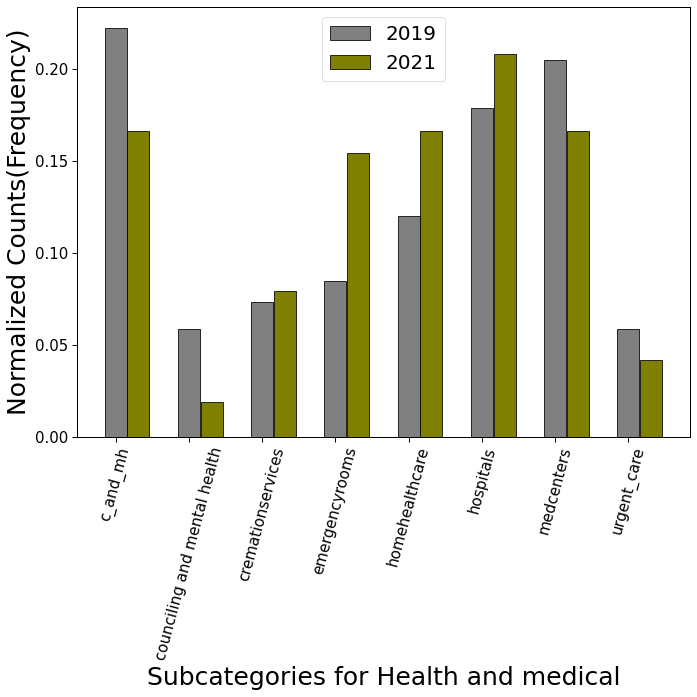 2019
2021
Normalized Counts(Frequency)
0.20
0.15
0.10
0.05
0.00
c_and_mh
counciling and mental health
cremationservices
emergencyrooms
homehealthcare
hospitals
medcenters
urgent_care
Subcategories for Health and medical